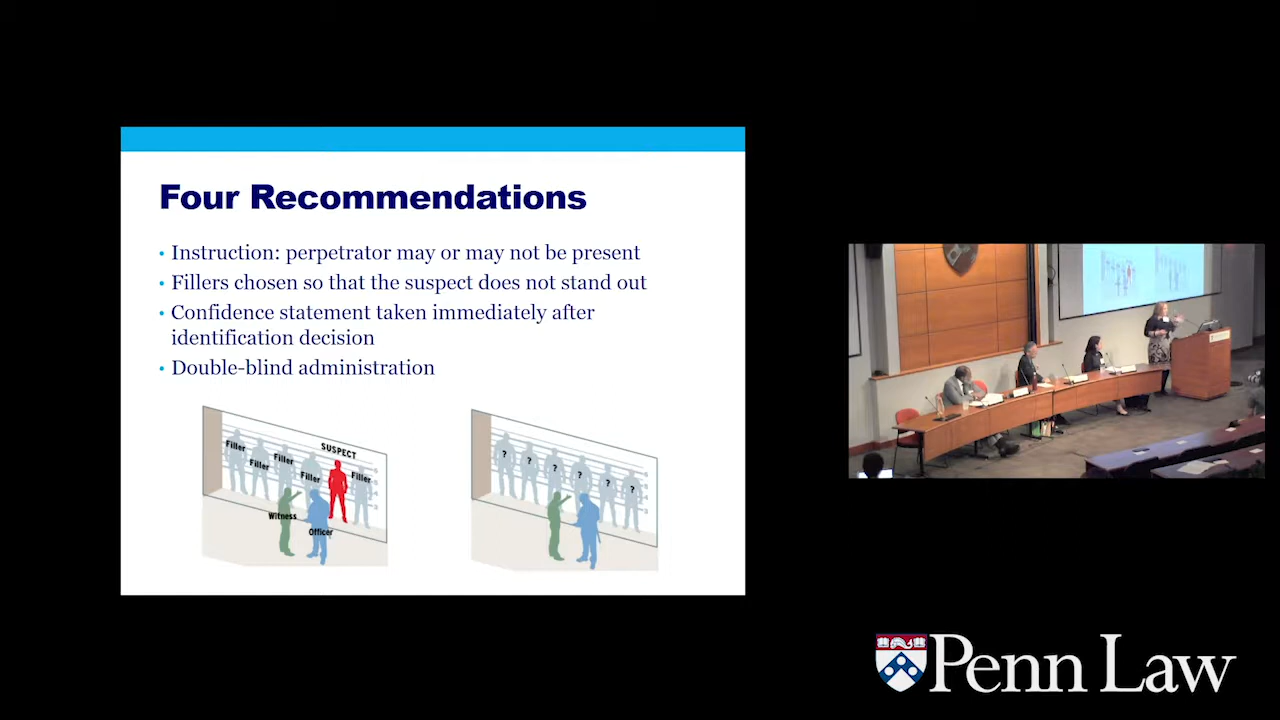 Four Recommendations
• Instruction: perpetrator may or may not be present
• Fillers chosen so that the suspect does not stand out
• Confidence statement taken immediately after
identification decision
• Double-blind administration
SUSPECT
Filler
Filler
Filler
Filler
Filler
Witness
Officer
? ? ? ? ? ?
Penn Law